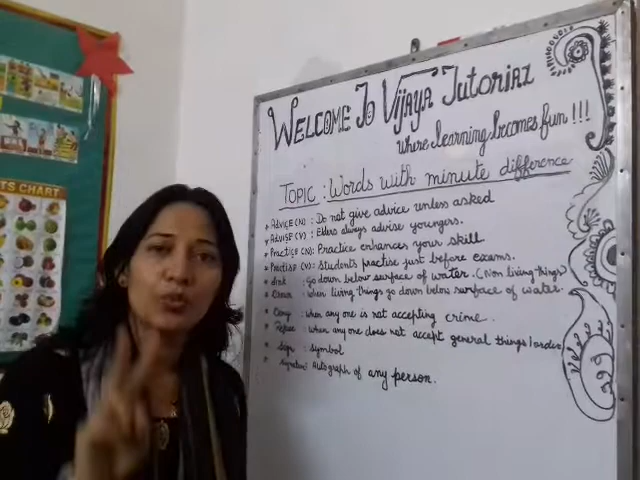 WELCOME To Vijaya Tutorial
where learning becomes fun!!!
TOPIC : Words with minute difference
ADVICE (N) : Do not give advice unless asked
ADVISE (V) : Elders always advise youngers.
Practice (N): Practice enhances your skill
Practise (V): Students practise just before exams.
Sink : go down below surface of water. (Non living things)
Drown : When living things go down below surface of water.
Deny : when any one is not accepting crime.
Refuse : when any one does not accept general things/order
Sign : Symbol
Signature: Autograph of any person.
TS CHART